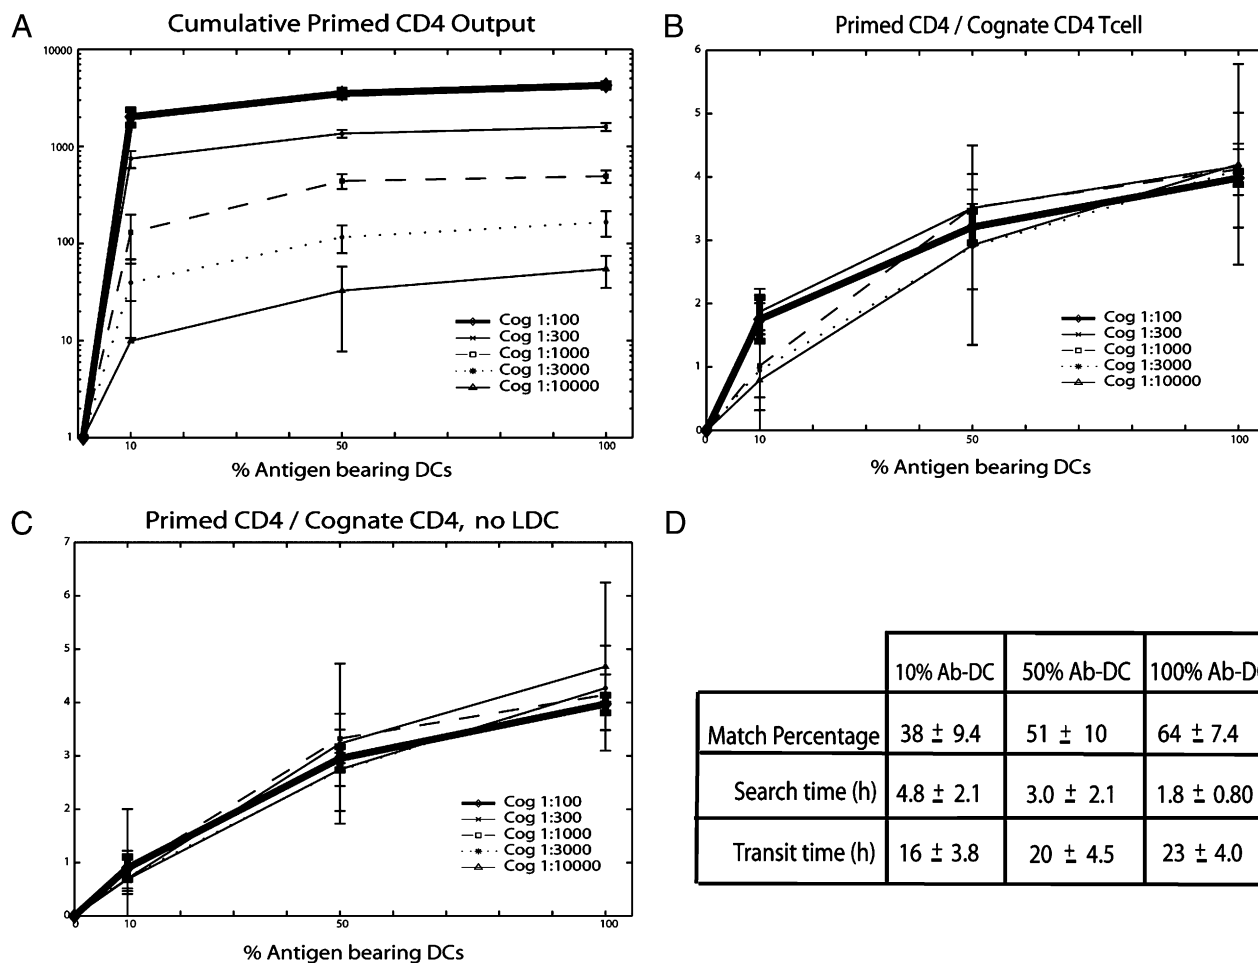 A
Cumulative Primed CD4 Output
10000
1000
100
10
1
10
50
100
% Antigen bearing DCs
Cog 1:100
Cog 1:300
Cog 1:1000
Cog 1:3000
Cog 1:10000
B
Primed CD4 / Cognate CD4 Tcell
6
5
4
3
2
1
0
0
10
50
100
% Antigen bearing DCs
Cog 1:100
Cog 1:300
Cog 1:1000
Cog 1:3000
Cog 1:10000
C
Primed CD4 / Cognate CD4, no LDC
7
6
5
4
3
2
1
0
0
10
50
100
% Antigen bearing DCs
Cog 1:100
Cog 1:300
Cog 1:1000
Cog 1:3000
Cog 1:10000
D
10% Ab-DC 50% Ab-DC 100% Ab-DC
Match Percentage 38 ± 9.4 51 ± 10 64 ± 7.4
Search time (h) 4.8 ± 2.1 3.0 ± 2.1 1.8 ± 0.80
Transit time (h) 16 ± 3.8 20 ± 4.5 23 ± 4.0